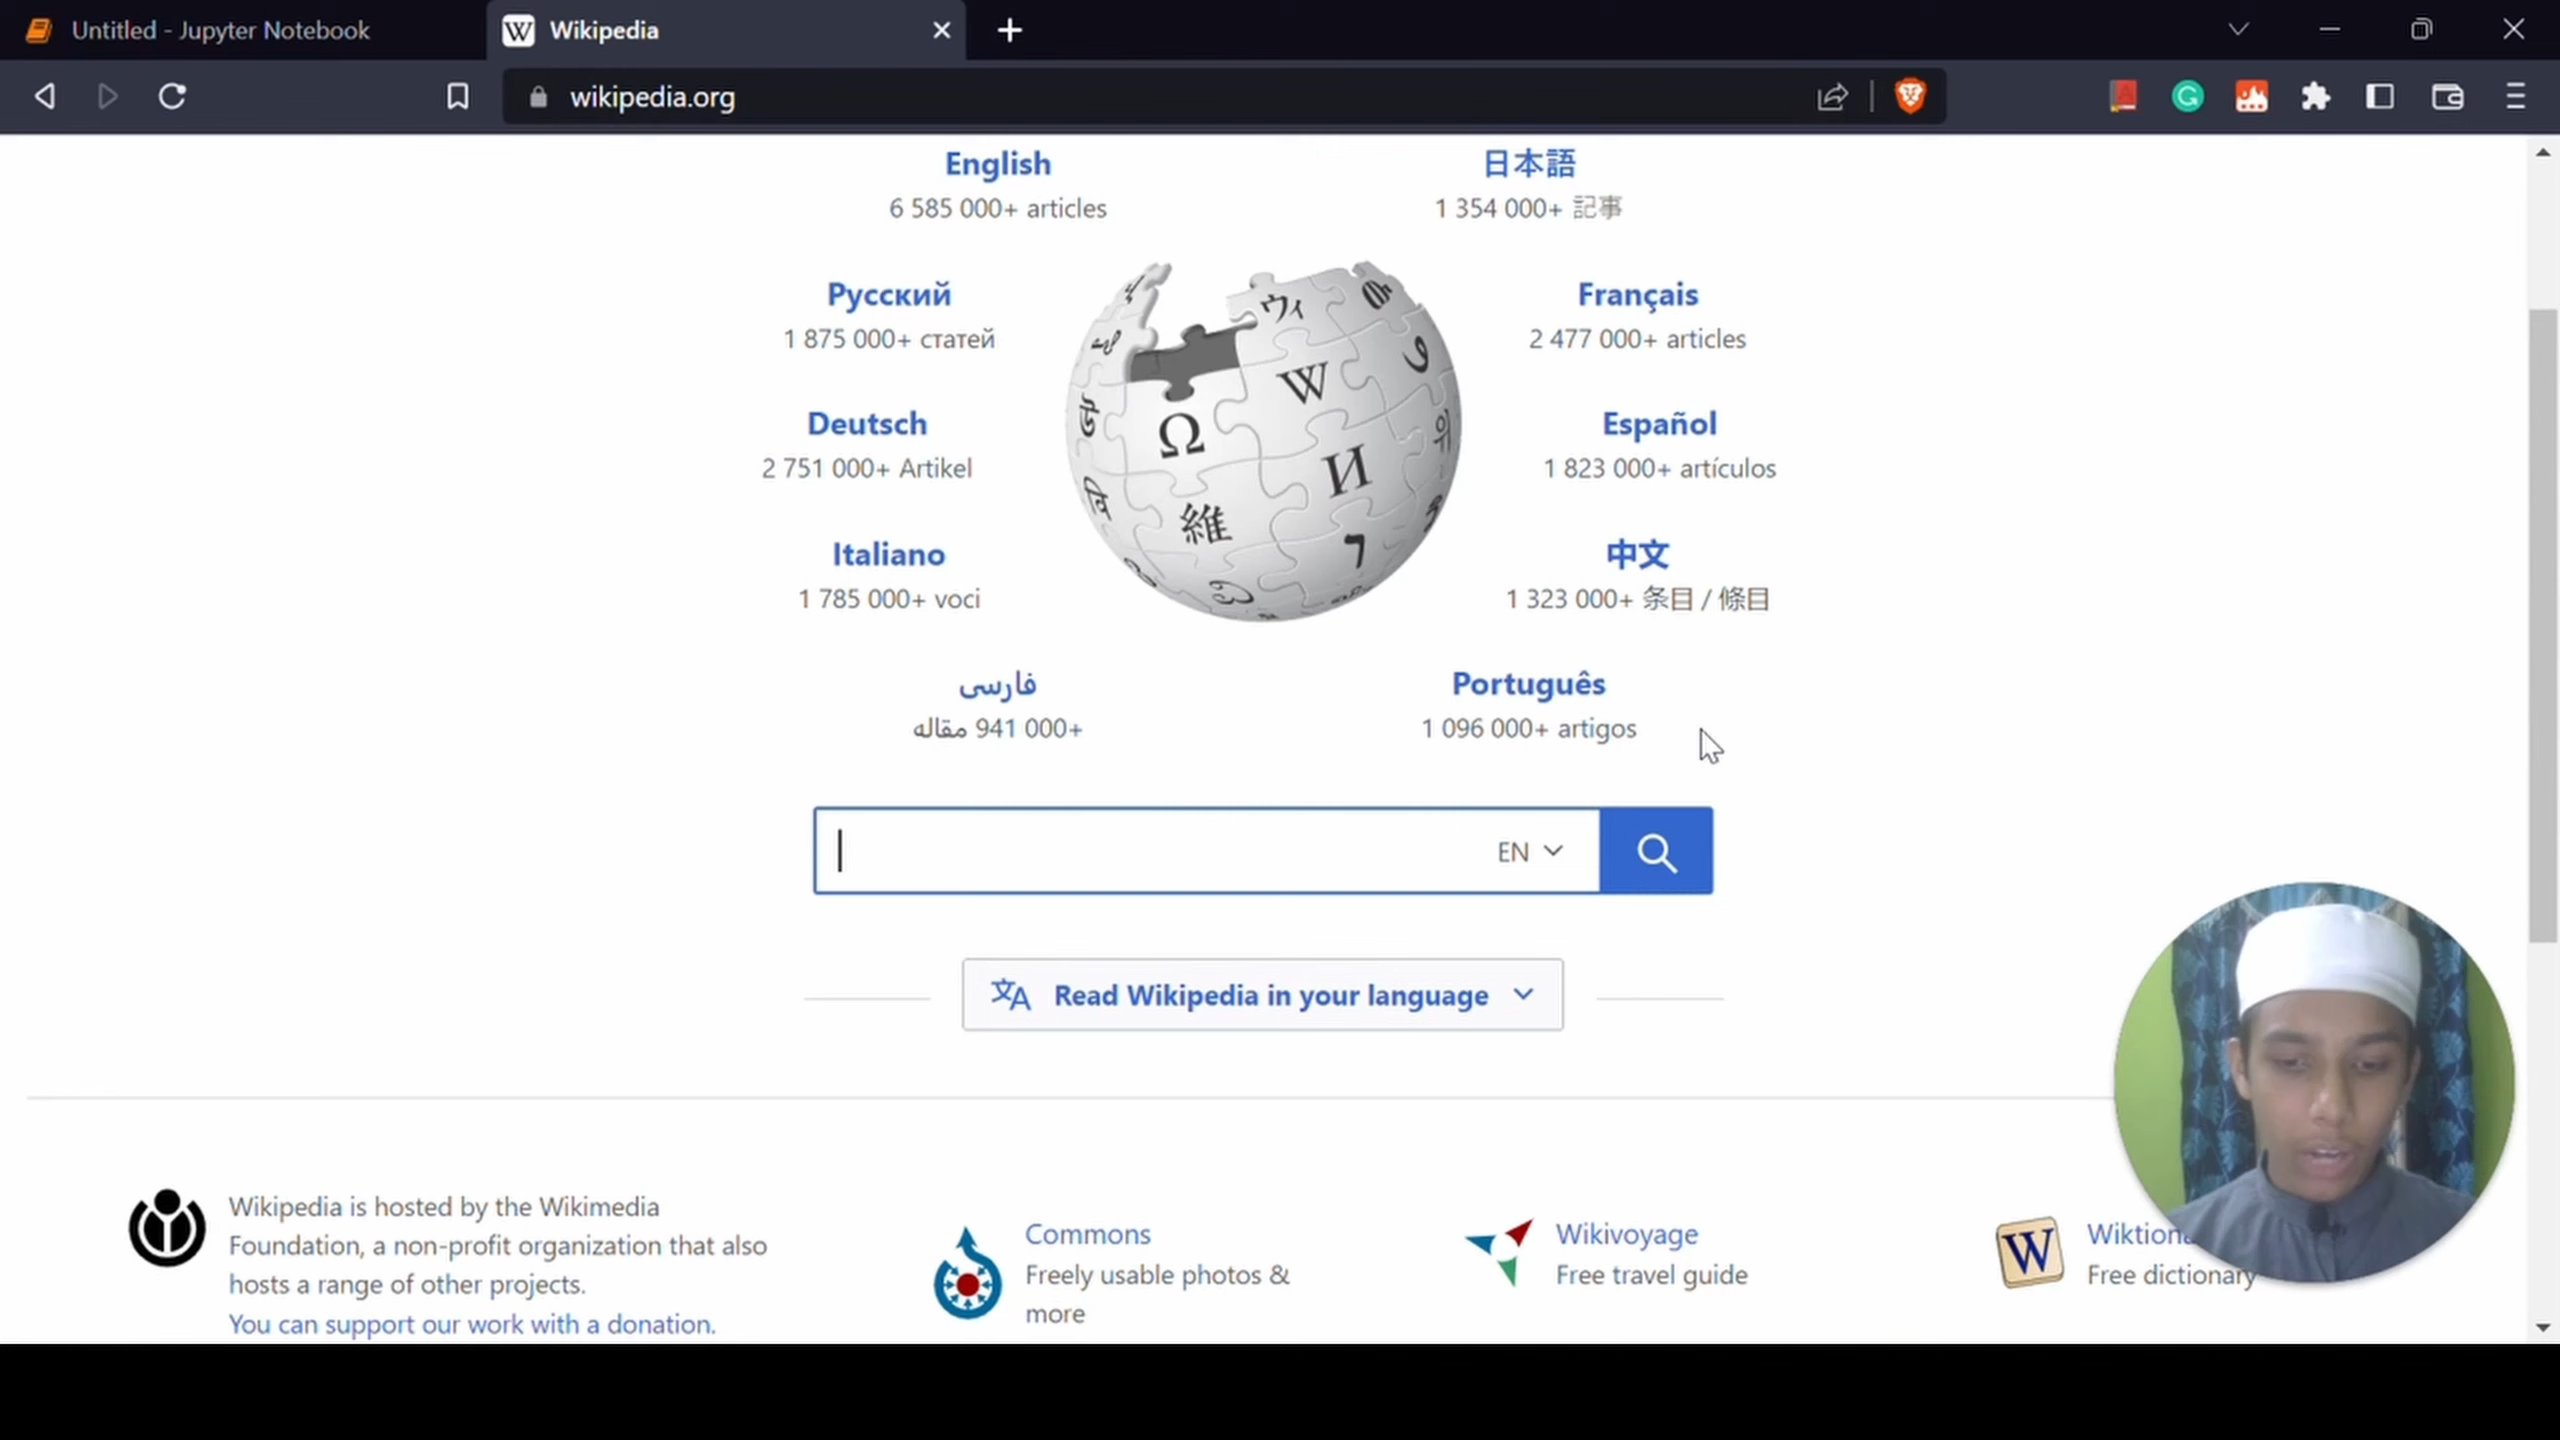 Untitled - Jupyter Notebook
Wikipedia
wikipedia.org
English
6 585 000+ articles
日本語
1 354 000+ 記事
Русский
1 875 000+ статей
Français
2 477 000+ articles
Deutsch
2 751 000+ Artikel
Español
1 823 000+ artículos
Italiano
1 785 000+ voci
中文
1 323 000+ 条目 / 條目
فارسی
۹41 000+ مقاله
Português
1 096 000+ artigos
EN
Read Wikipedia in your language
Wikipedia is hosted by the Wikimedia
Foundation, a non-profit organization that also
hosts a range of other projects.
You can support our work with a donation.
Commons
Freely usable photos &
more
Wikivoyage
Free travel guide
Free dictionary